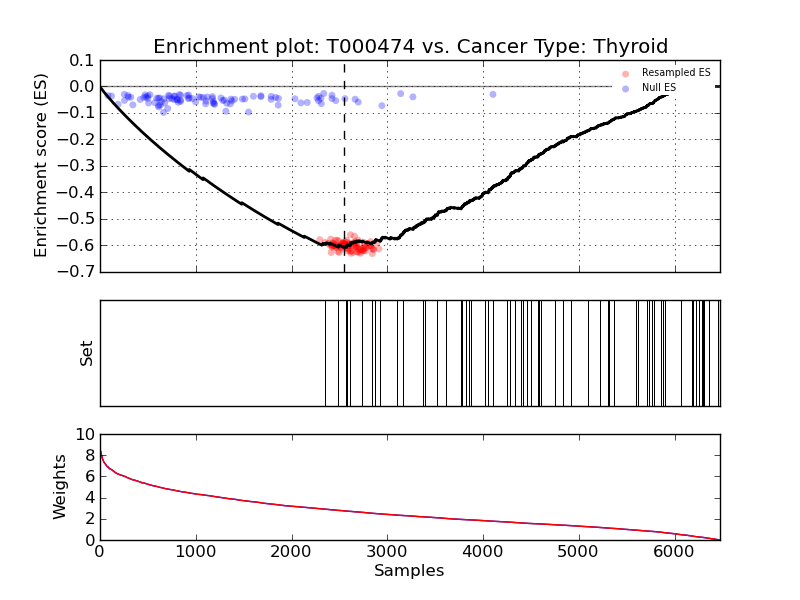 Enrichment plot: T000474 vs. Cancer Type: Thyroid
Enrichment score (ES)
0.1
0.0
−0.1
−0.2
−0.3
−0.4
−0.5
−0.6
−0.7
Resampled ES
Null ES
Set
Weights
10
8
6
4
2
0
0 1000 2000 3000 4000 5000 6000
Samples